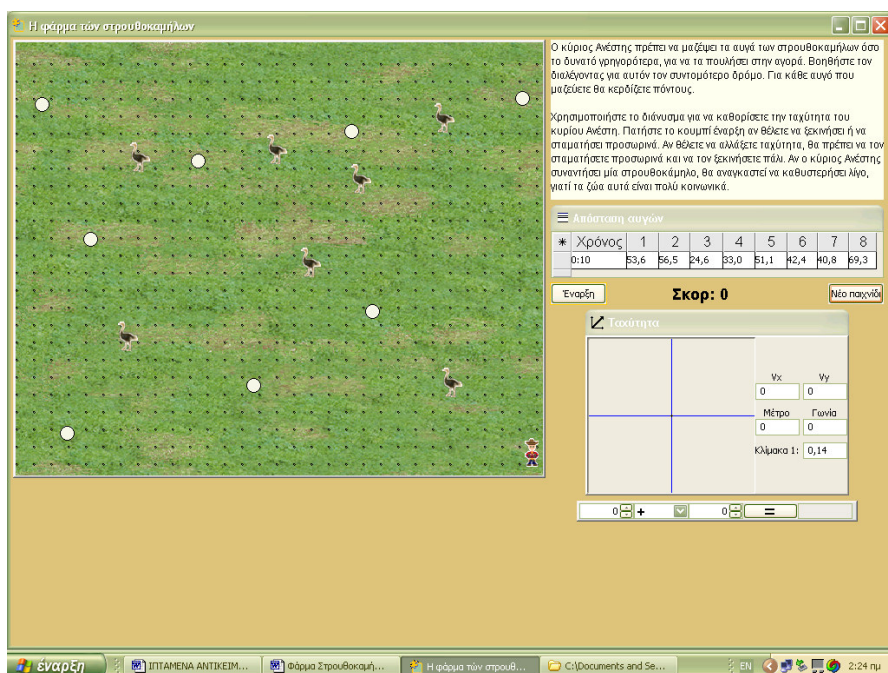 Η φάρμα τών στρουθοκαμήλων
Ο κύριος Ανέστης πρέπει να μαζέψει τα αυγά των στρουθοκαμήλων όσο
το δυνατό γρηγορότερα, για να τα πουλήσει στην αγορά. Βοηθήστε τον
διαλέγοντας για αυτόν τον συντομότερο δρόμο. Για κάθε αυγό που
μαζεύετε θα κερδίζετε πόντους.
Χρησιμοποιήστε το διάνυσμα για να καθορίσετε την ταχύτητα του
κυρίου Ανέστη. Πατήστε το κουμπί έναρξη αν θέλετε να ξεκινήσει ή να
σταματήσει προσωρινά. Αν θέλετε να αλλάξετε ταχύτητα, θα πρέπει να τον
σταματήσετε προσωρινά και να τον ξεκινήσετε πάλι. Αν ο κύριος Ανέστης
συναντήσει μία στρουθοκάμηλο, θα αναγκαστεί να καθυστερήσει λίγο,
γιατί τα ζώα αυτά είναι πολύ κοινωνικά.
Απόσταση αυγών
* Χρόνος 1 2 3 4 5 6 7 8
0:10 53,6 56,5 24,6 33,0 51,1 42,4 40,8 69,3
Έναρξη Σκορ: 0 Νέο παιχνίδι
Ταχύτητα
Vx Vy
0 0
Μέτρο Γωνία
0 0
Κλίμακα 1: 0,14
0 + 0 =
έναρξη ΙΠΤΑΜΕΝΑ ΑΝΤΙΚΕΙΜ... Φάρμα Στρουθοκαμή... Η φάρμα τών στρουθ... C:\Documents and Se... EN 2:24 πμ